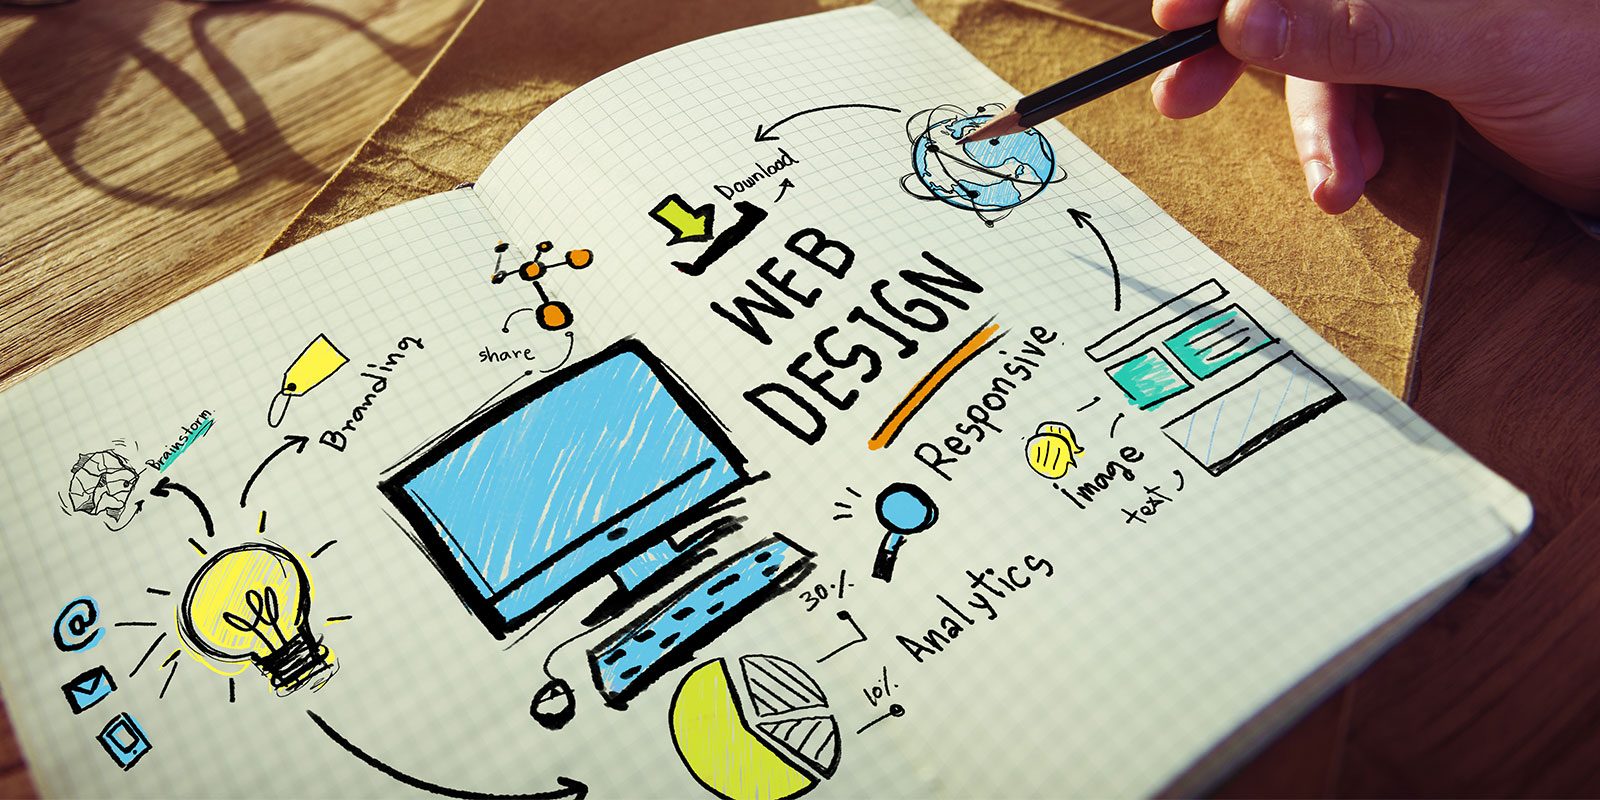 Download
WEB
DESIGN
share
Branding
Brainstorm.
Responsive
image
text
30%
10%
Analytics
@